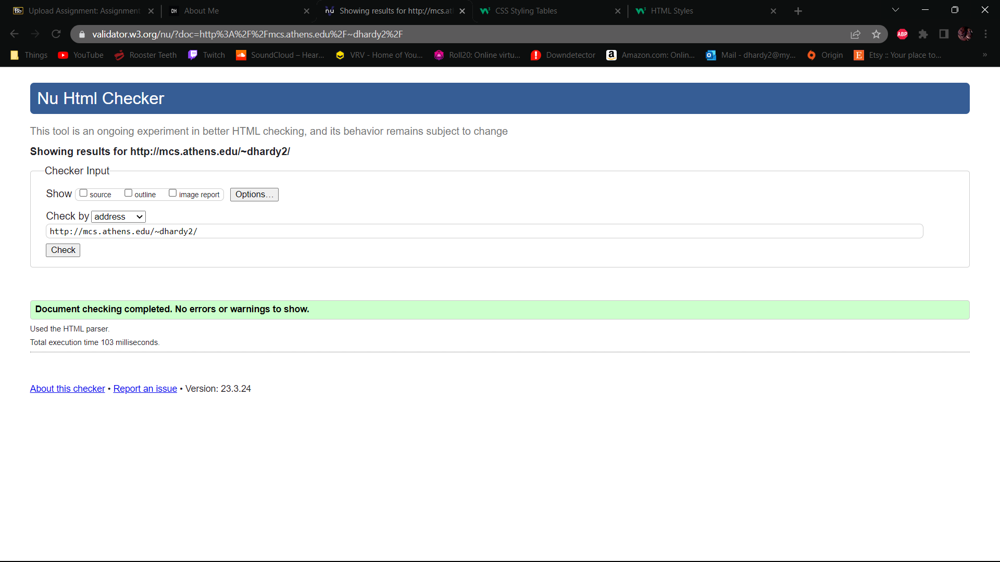 Upload Assignment: Assignment
DH About Me
nu Showing results for http://mcs.at
CSS Styling Tables
HTML Styles
validator.w3.org/nu/?doc=http%3A%2F%2Fmcs.athens.edu%2F~dhardy2%2F
ABP
Things
YouTube
Rooster Teeth
Twitch
SoundCloud – Hear...
VRV - Home of You...
Roll20: Online virtu...
Downdetector
Amazon.com: Onlin...
Mail - dhardy2@my...
Origin
Etsy :: Your place to...
»
Nu Html Checker
This tool is an ongoing experiment in better HTML checking, and its behavior remains subject to change
Showing results for http://mcs.athens.edu/~dhardy2/
Checker Input
Show source outline image report Options...
Check by address
http://mcs.athens.edu/~dhardy2/
Check
Document checking completed. No errors or warnings to show.
Used the HTML parser.
Total execution time 103 milliseconds.
About this checker • Report an issue • Version: 23.3.24